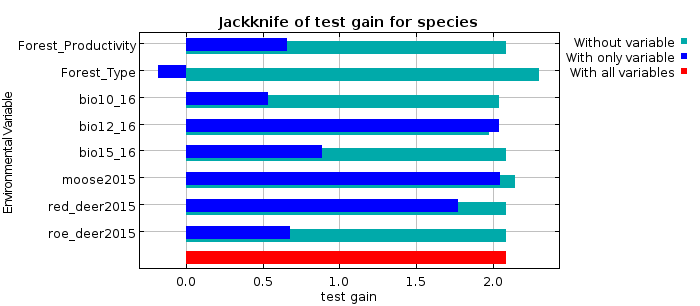 Jackknife of test gain for species
Forest_Productivity
Forest_Type
bio10_16
bio12_16
bio15_16
moose2015
red_deer2015
roe_deer2015
Environmental Variable
0.0 0.5 1.0 1.5 2.0
test gain
Without variable
With only variable
With all variables